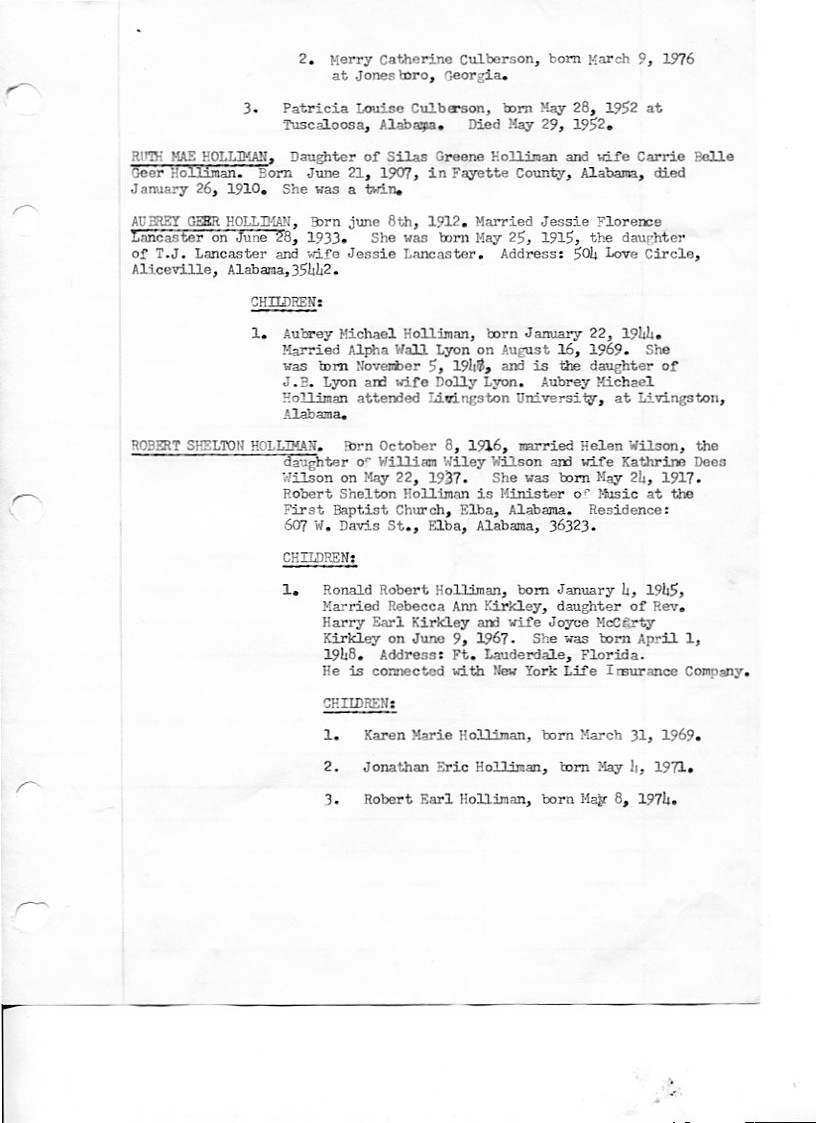 2. Merry Catherine Culberson, born March 9, 1976
at Jonesboro, Georgia.
3. Patricia Louise Culberson, born May 28, 1952 at
Tuscaloosa, Alabama. Died May 29, 1952.
RUTH MAE HOLLIMAN, Daughter of Silas Greene Holliman and wife Carrie Belle
Geer Holliman. Born June 21, 1907, in Fayette County, Alabama, died
January 26, 1910. She was a twin.
AUBREY GEER HOLLIMAN, Born june 8th, 1912. Married Jessie Florence
Lancaster on June 28, 1933. She was born May 25, 1915, the daughter
of T.J. Lancaster and wife Jessie Lancaster. Address: 504 Love Circle,
Aliceville, Alabama,35442.
CHILDREN:
1. Aubrey Michael Holliman, born January 22, 1944.
Married Alpha Wall Lyon on August 16, 1969. She
was born November 5, and is the daughter of
J.B. Lyon and wife Dolly Lyon. Aubrey Michael
Holliman attended Livingston University, at Livingston,
Alabama.
ROBERT SHELTON HOLLIMAN. Born October 8, 1916, married Helen Wilson, the
daughter of William Wiley Wilson and wife Kathrine Dees
Wilson on May 22, 1937. She was born May 24, 1917.
Robert Shelton Holliman is Minister of Music at the
First Baptist Church, Elba, Alabama. Residence:
607 W. Davis St., Elba, Alabama, 36323.
CHILDREN:
1. Ronald Robert Holliman, born January 4, 1945,
Married Rebecca Ann Kirkley, daughter of Rev.
Harry Earl Kirkley and wife Joyce McCarty
Kirkley on June 9, 1967. She was born April 1,
1948. Address: Ft. Lauderdale, Florida.
He is connected with New York Life Insurance Company.
CHILDREN:
1. Karen Marie Holliman, born March 31, 1969.
2. Jonathan Eric Holliman, born May 4, 1971.
3. Robert Earl Holliman, born May 8, 1974.